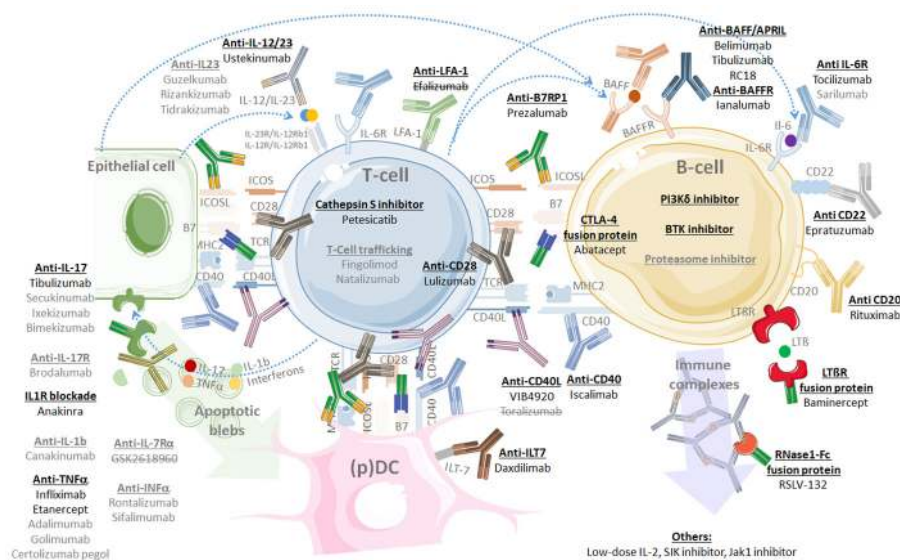 Anti-IL-12/23
Ustekinumab
Anti-IL23
Guzelkumab
Rizankizumab
Tidrakizumab
IL-12/IL-23
IL-23R/IL-12Rb1
IL-12R/IL-12Rb1
IL-6R
Anti-LFA-1
Efalizumab
LFA-1
Anti-B7RP1
Prezalumab
BAFF
BAFFR
Anti-BAFF/APRIL
Belimumab
Tibulizumab
RC18
Anti-BAFFR
Ianalumab
Anti IL-6R
Tocilizumab
Sarilumab
Il-6
IL-6R
CD22
Anti CD22
Epratuzumab
Epithelial cell
ICOS
ICOSL
CD28
B7
MHC2
TCR
CD40
CD40L
T-cell
Cathepsin S inhibitor
Petesicatib
T-Cell trafficking
Fingolimod
Natalizumab
Anti-CD28
Lulizumab
ICOS
ICOSL
CD28
B7
TCR
MHC2
CD40L
CD40
CTLA-4
fusion protein
Abatacept
B-cell
PI3Kδ inhibitor
BTK inhibitor
Proteasome inhibitor
CD20
Anti CD20
Rituximab
LTßR
LTß
LTßR
fusion protein
Baminercept
Anti-IL-17
Tibulizumab
Secukinumab
Ixekizumab
Bimekizumab
Anti-IL-17R
Brodalumab
IL1R blockade
Anakinra
Anti-IL-1b
Canakinumab
Anti-TNFα
Infliximab
Etanercept
Adalimumab
Golimumab
Certolizumab pegol
IL-17
IL-1b
TNFα
Interferons
Apoptotic
blebs
Anti-IL-7Rα
GSK2618960
Anti-INFα
Rontalizumab
Sifalimumab
TCR
CD28
CD40L
ICOSL
B7
CD40
(p)DC
ILT-7
Anti-ILT7
Daxdilimab
Anti-CD40L
VIB4920
Toralizumab
Anti-CD40
Iscalimab
Immune
complexes
RNase1-Fc
fusion protein
RSLV-132
Others:
Low-dose IL-2, SIK inhibitor, Jak1 inhibitor